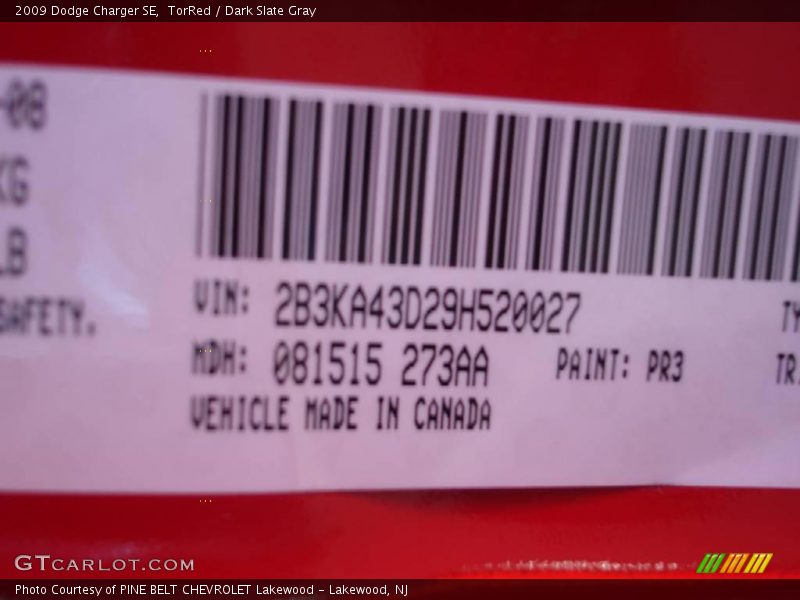 2009 Dodge Charger SE,  TorRed / Dark Slate Gray
-08
KG
LB
SAFETY.
VIN: 2B3KA43D29H520027
MDH: 081515 273AA PAINT: PR3
VEHICLE MADE IN CANADA
GTCARLOT.COM
Photo Courtesy of PINE BELT CHEVROLET Lakewood - Lakewood, NJ